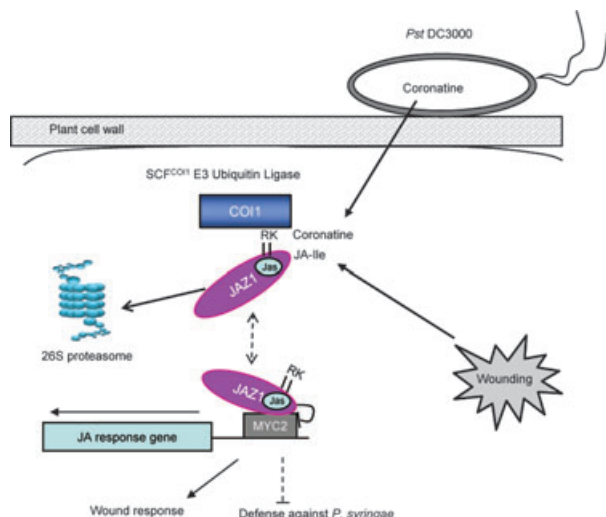 Pst DC3000
Coronatine
Plant cell wall
SCFCOI1 E3 Ubiquitin Ligase
COI1
RK
Coronatine
JA-Ile
Jas
JAZ1
26S proteasome
RK
JAZ1
Jas
Wounding
MYC2
JA response gene
Wound response
Defense against P. syringae